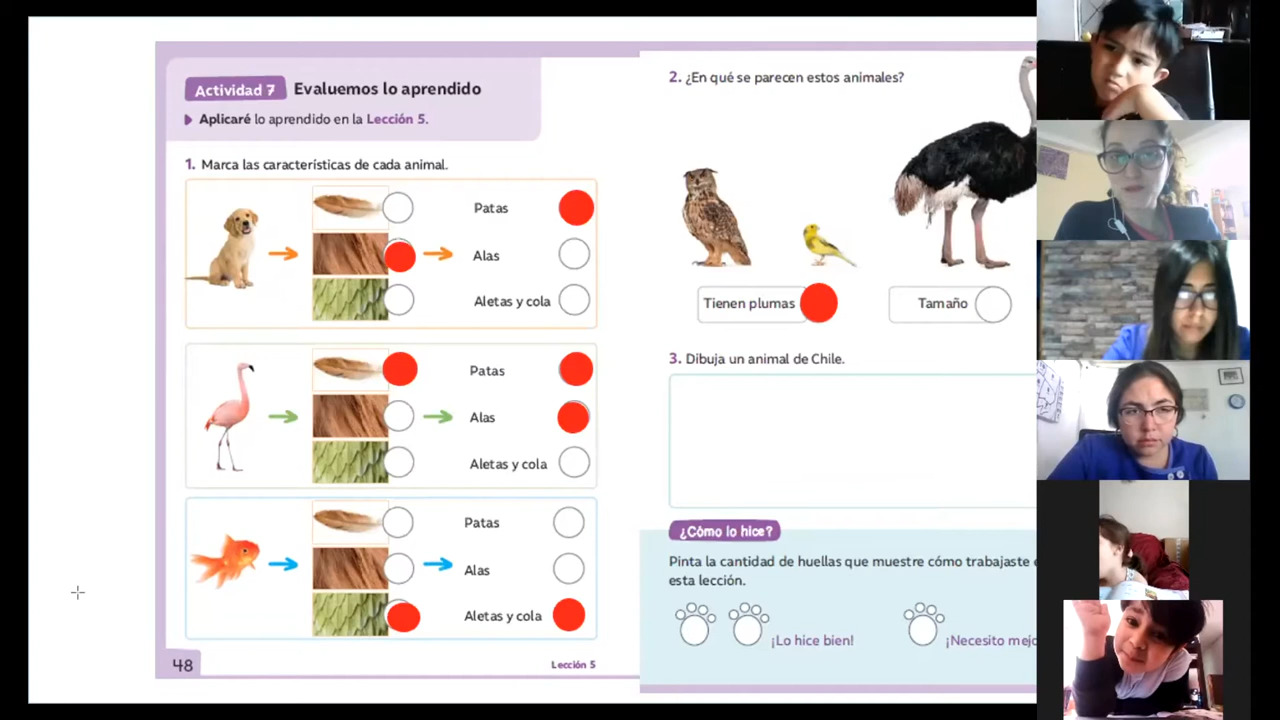 Actividad 7 Evaluemos lo aprendido
Aplicaré lo aprendido en la Lección 5.
1. Marca las características de cada animal.
Patas
Alas
Aletas y cola
Patas
Alas
Aletas y cola
Patas
Alas
Aletas y cola
48
Lección 5
2. ¿En qué se parecen estos animales?
Tienen plumas
Tamaño
3. Dibuja un animal de Chile.
¿Cómo lo hice?
Pinta la cantidad de huellas que muestre cómo trabajaste
esta lección.
¡Lo hice bien!
¡Necesito